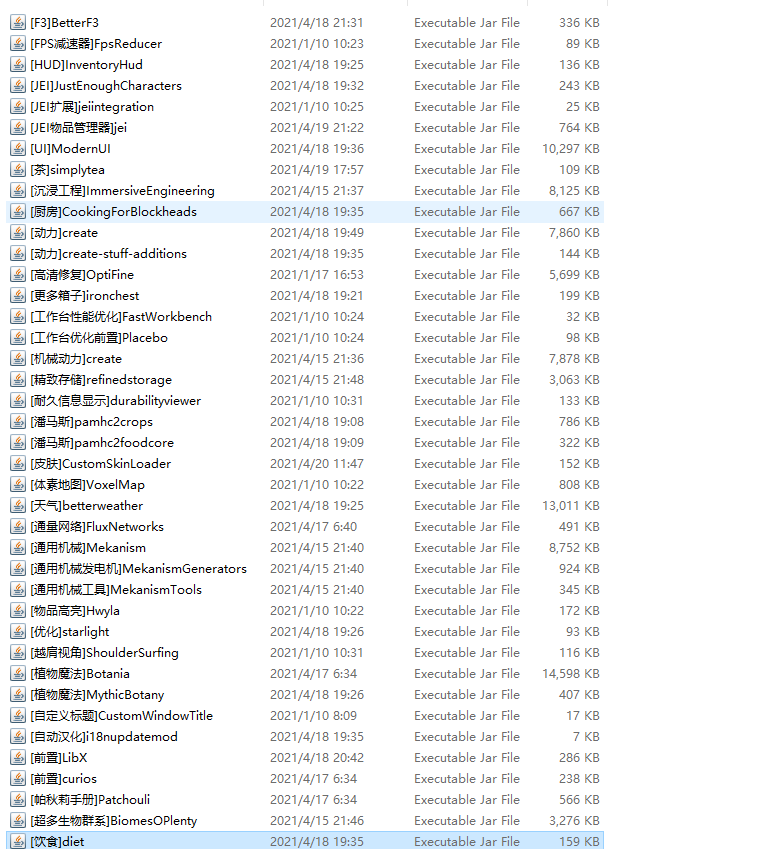 [F3]BetterF3 2021/4/18 21:31 Executable Jar File 336 KB
[FPS减速器]FpsReducer 2021/1/10 10:23 Executable Jar File 89 KB
[HUD]InventoryHud 2021/4/18 19:25 Executable Jar File 136 KB
[JEI]JustEnoughCharacters 2021/4/18 19:32 Executable Jar File 243 KB
[JEI扩展]jeiintegration 2021/1/10 10:25 Executable Jar File 25 KB
[JEI物品管理器]jei 2021/4/19 21:22 Executable Jar File 764 KB
[UI]ModernUI 2021/4/18 19:36 Executable Jar File 10,297 KB
[茶]simplytea 2021/4/19 17:57 Executable Jar File 109 KB
[沉浸工程]ImmersiveEngineering 2021/4/15 21:37 Executable Jar File 8,125 KB
[厨房]CookingForBlockheads 2021/4/18 19:35 Executable Jar File 667 KB
[动力]create 2021/4/18 19:49 Executable Jar File 7,860 KB
[动力]create-stuff-additions 2021/4/18 19:35 Executable Jar File 144 KB
[高清修复]OptiFine 2021/1/17 16:53 Executable Jar File 5,699 KB
[更多箱子]ironchest 2021/4/18 19:21 Executable Jar File 199 KB
[工作台性能优化]FastWorkbench 2021/1/10 10:24 Executable Jar File 32 KB
[工作台优化前置]Placebo 2021/1/10 10:24 Executable Jar File 98 KB
[机械动力]create 2021/4/15 21:36 Executable Jar File 7,878 KB
[精致存储]refinedstorage 2021/4/15 21:48 Executable Jar File 3,063 KB
[耐久信息显示]durabilityviewer 2021/1/10 10:31 Executable Jar File 133 KB
[潘马斯]pamhc2crops 2021/4/18 19:08 Executable Jar File 786 KB
[潘马斯]pamhc2foodcore 2021/4/18 19:09 Executable Jar File 322 KB
[皮肤]CustomSkinLoader 2021/4/20 11:47 Executable Jar File 152 KB
[体素地图]VoxelMap 2021/1/10 10:22 Executable Jar File 808 KB
[天气]betterweather 2021/4/18 19:25 Executable Jar File 13,011 KB
[通量网络]FluxNetworks 2021/4/17 6:40 Executable Jar File 491 KB
[通用机械]Mekanism 2021/4/15 21:40 Executable Jar File 8,752 KB
[通用机械发电机]MekanismGenerators 2021/4/15 21:40 Executable Jar File 924 KB
[通用机械工具]MekanismTools 2021/4/15 21:40 Executable Jar File 345 KB
[物品高亮]Hwyla 2021/1/10 10:22 Executable Jar File 172 KB
[优化]starlight 2021/4/18 19:26 Executable Jar File 93 KB
[越肩视角]ShoulderSurfing 2021/1/10 10:31 Executable Jar File 116 KB
[植物魔法]Botania 2021/4/17 6:34 Executable Jar File 14,598 KB
[植物魔法]MythicBotany 2021/4/18 19:26 Executable Jar File 407 KB
[自定义标题]CustomWindowTitle 2021/1/10 8:09 Executable Jar File 17 KB
[自动汉化]i18nupdatemod 2021/4/18 19:35 Executable Jar File 7 KB
[前置]LibX 2021/4/18 20:42 Executable Jar File 286 KB
[前置]curios 2021/4/17 6:34 Executable Jar File 238 KB
[帕秋莉手册]Patchouli 2021/4/17 6:34 Executable Jar File 566 KB
[超多生物群系]BiomesOPlenty 2021/4/15 21:46 Executable Jar File 3,276 KB
[饮食]diet 2021/4/18 19:35 Executable Jar File 159 KB